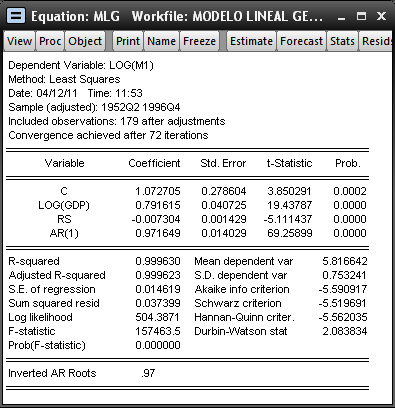 Equation: MLG Workfile: MODELO LINEAL GE...
View Proc Object Print Name Freeze Estimate Forecast Stats Resids
Dependent Variable: LOG(M1)
Method: Least Squares
Date: 04/12/11 Time: 11:53
Sample (adjusted): 1952Q2 1996Q4
Included observations: 179 after adjustments
Convergence achieved after 72 iterations
Variable Coefficient Std. Error t-Statistic Prob.
C 1.072705 0.278604 3.850291 0.0002
LOG(GDP) 0.791615 0.040725 19.43787 0.0000
RS -0.007304 0.001429 -5.111437 0.0000
AR(1) 0.971649 0.014029 69.25899 0.0000
R-squared 0.999630 Mean dependent var 5.816642
Adjusted R-squared 0.999623 S.D. dependent var 0.753241
S.E. of regression 0.014619 Akaike info criterion -5.590917
Sum squared resid 0.037399 Schwarz criterion -5.519691
Log likelihood 504.3871 Hannan-Quinn criter. -5.562035
F-statistic 157463.5 Durbin-Watson stat 2.083834
Prob(F-statistic) 0.000000
Inverted AR Roots .97